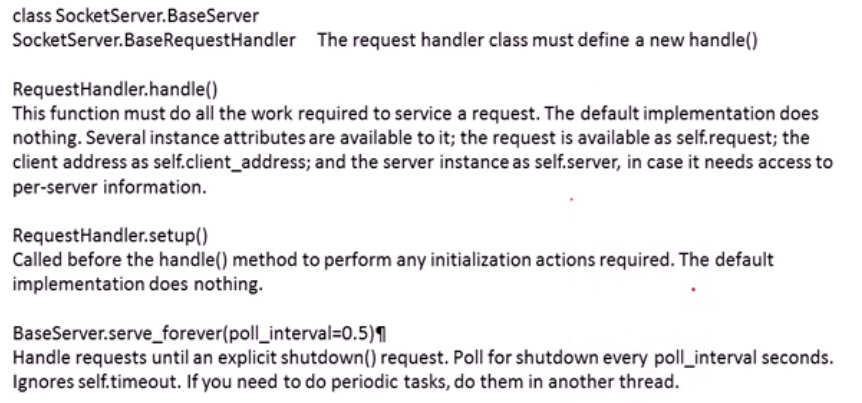 class SocketServer.BaseServer
SocketServer.BaseRequestHandler The request handler class must define a new handle()
RequestHandler.handle()
This function must do all the work required to service a request. The default implementation does
nothing. Several instance attributes are available to it; the request is available as self.request; the
client address as self.client_address; and the server instance as self.server, in case it needs access to
per-server information.
RequestHandler.setup()
Called before the handle() method to perform any initialization actions required. The default
implementation does nothing.
BaseServer.serve_forever(poll_interval=0.5)¶
Handle requests until an explicit shutdown() request. Poll for shutdown every poll_interval seconds.
Ignores self.timeout. If you need to do periodic tasks, do them in another thread.